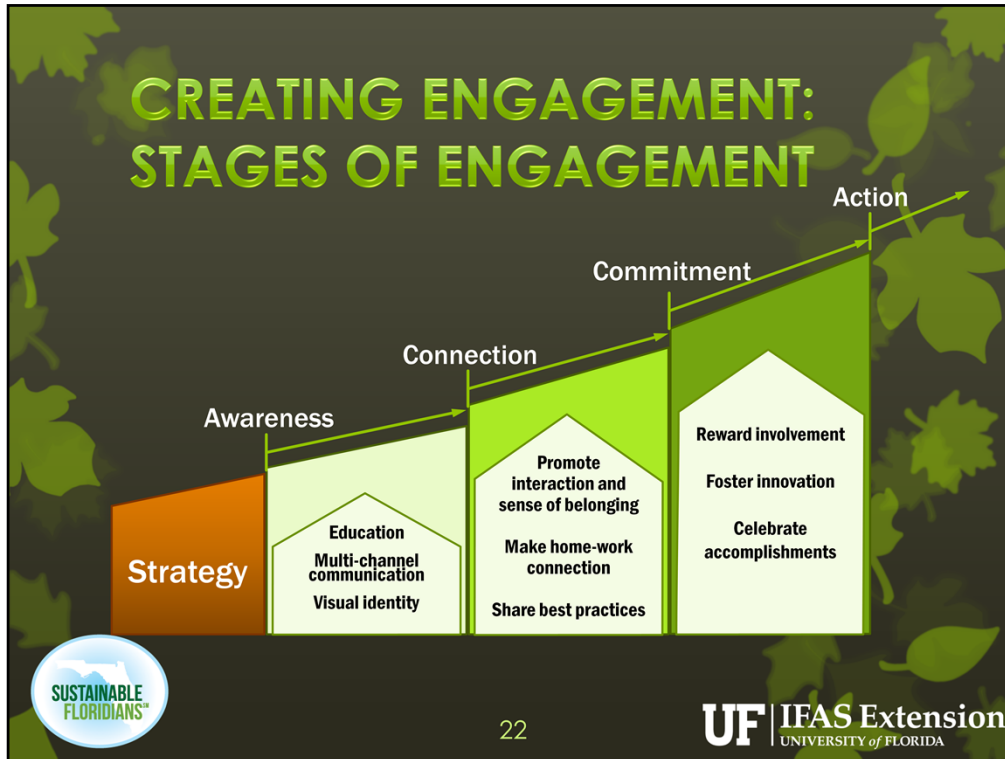 CREATING ENGAGEMENT:
STAGES OF ENGAGEMENT
Action
Commitment
Connection
Awareness
Strategy
Education
Multi-channel
communication
Visual identity
Promote
interaction and
sense of belonging
Make home-work
connection
Share best practices
Reward involvement
Foster innovation
Celebrate
accomplishments
SUSTAINABLE
FLORIDIANS℠
22
UF IFAS Extension
UNIVERSITY of FLORIDA